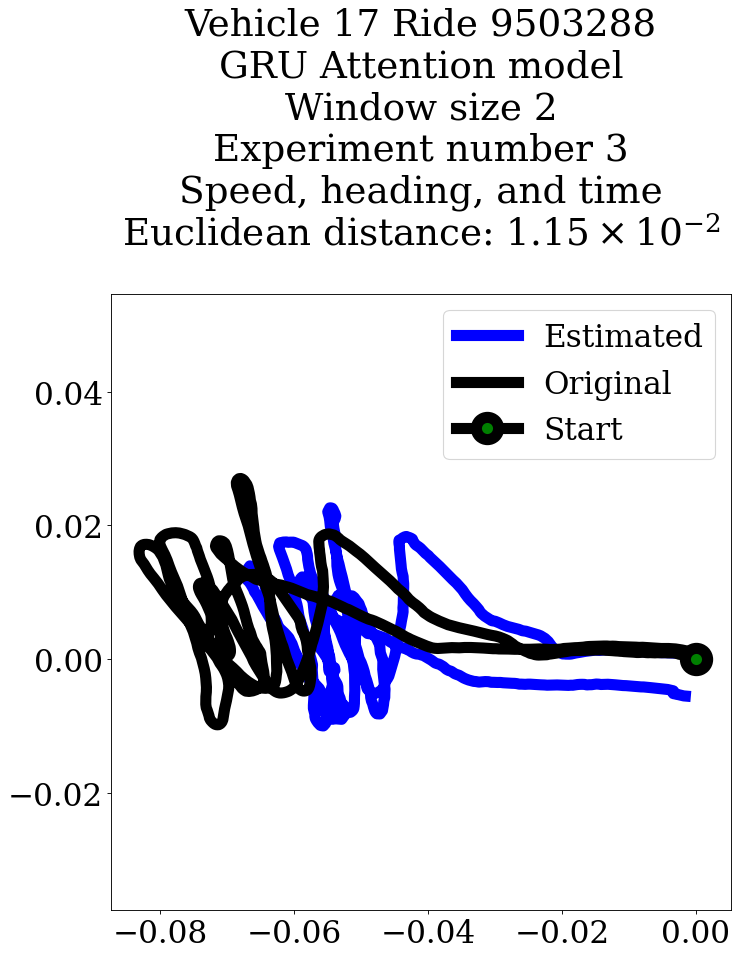 Vehicle 17 Ride 9503288
GRU Attention model
Window size 2
Experiment number 3
Speed, heading, and time
Euclidean distance: 1.15 × 10⁻²
Estimated
Original
Start
0.04
0.02
0.00
−0.02
−0.08 −0.06 −0.04 −0.02 0.00